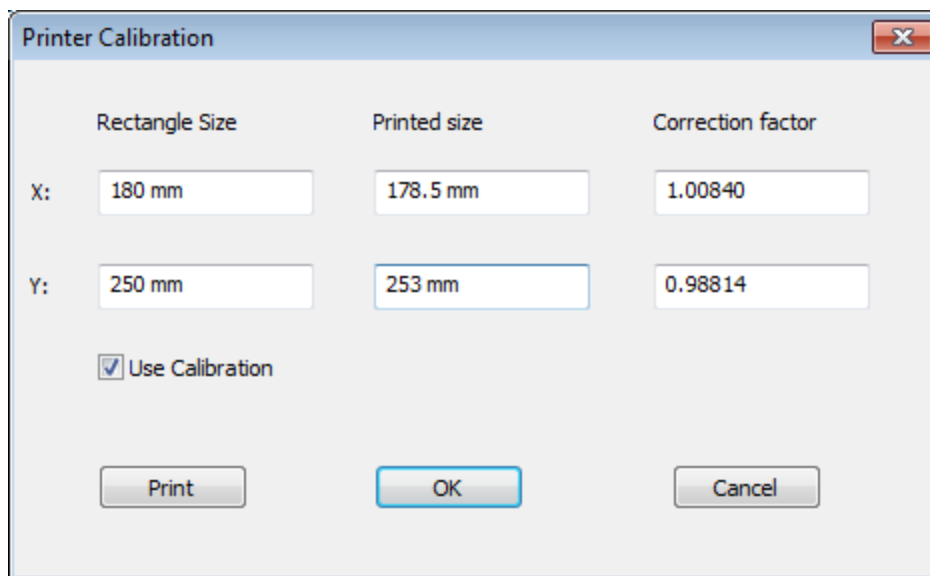 Printer Calibration
Rectangle Size Printed size Correction factor
X: 180 mm 178.5 mm 1.00840
Y: 250 mm 253 mm 0.98814
Use Calibration
Print OK Cancel